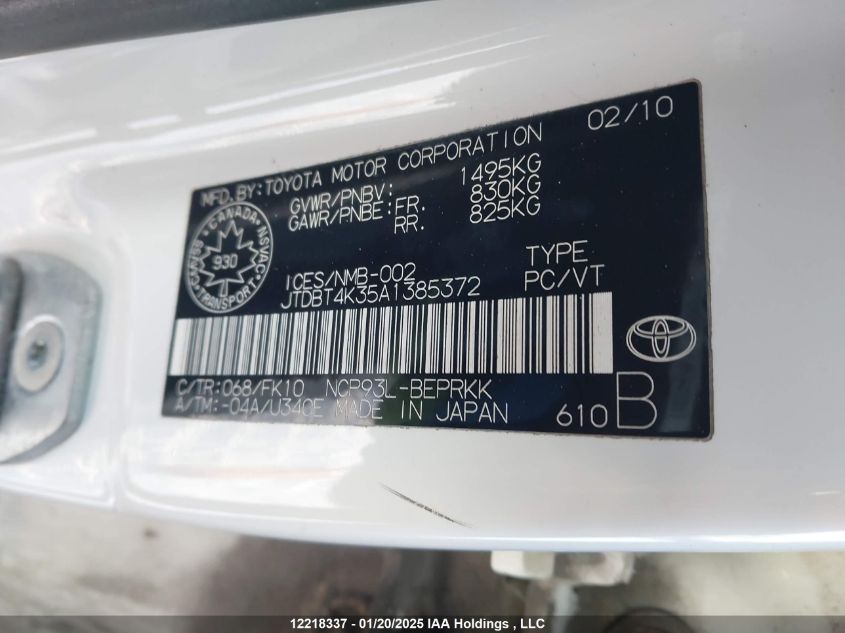 02/10
MFD.BY:TOYOTA MOTOR CORPORATION
GVWR/PNBV: 1495KG
GAWR/PNBE:FR. 830KG
RR. 825KG
CANADA
930
TRANSPORT
ICES/NMB-002
TYPE
JTDBT4K35A1385372
PC/VT
C/TR:068/FK10 NCP93L-BEPRKK
A/TM:-04A/U340E MADE IN JAPAN
610 B
12218337 - 01/20/2025 IAA Holdings , LLC